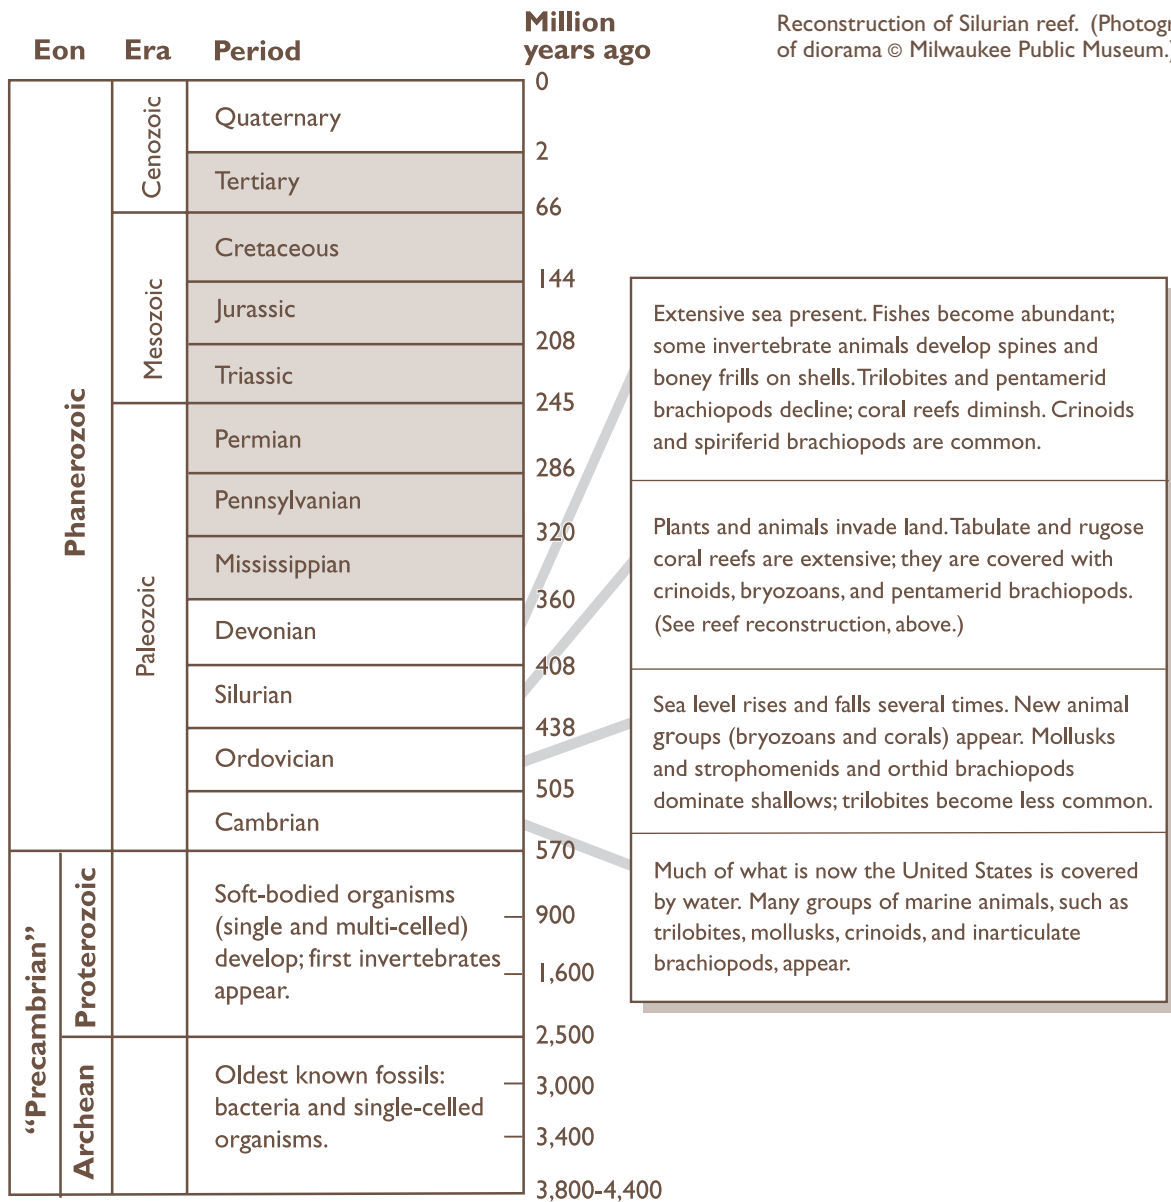 Million
years ago
Reconstruction of Silurian reef. (Photogr
of diorama © Milwaukee Public Museum.)
Eon Era Period
Phanerozoic
Cenozoic
Quaternary
Tertiary
Mesozoic
Cretaceous
Jurassic
Triassic
Paleozoic
Permian
Pennsylvanian
Mississippian
Devonian
Silurian
Ordovician
Cambrian
0
2
66
144
208
245
286
320
360
408
438
505
570
Extensive sea present. Fishes become abundant;
some invertebrate animals develop spines and
boney frills on shells. Trilobites and pentamerid
brachiopods decline; coral reefs diminsh. Crinoids
and spiriferid brachiopods are common.
Plants and animals invade land. Tabulate and rugose
coral reefs are extensive; they are covered with
crinoids, bryozoans, and pentamerid brachiopods.
(See reef reconstruction, above.)
Sea level rises and falls several times. New animal
groups (bryozoans and corals) appear. Mollusks
and strophomenids and orthid brachiopods
dominate shallows; trilobites become less common.
Much of what is now the United States is covered
by water. Many groups of marine animals, such as
trilobites, mollusks, crinoids, and inarticulate
brachiopods, appear.
"Precambrian"
Proterozoic
Soft-bodied organisms
(single and multi-celled)
develop; first invertebrates
appear.
900
1,600
2,500
Archean
Oldest known fossils:
bacteria and single-celled
organisms.
3,000
3,400
3,800-4,400